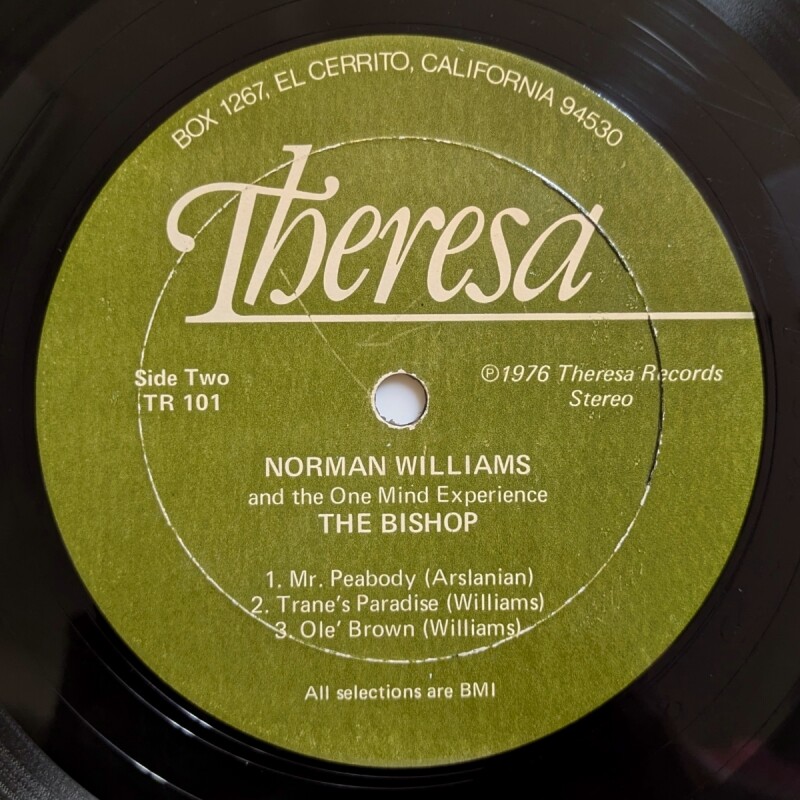 BOX 1267, EL CERRITO, CALIFORNIA 94530
Theresa
Side Two
TR 101
℗1976 Theresa Records
Stereo
NORMAN WILLIAMS
and the One Mind Experience
THE BISHOP
1. Mr. Peabody (Arslanian)
2. Trane's Paradise (Williams)
3. Ole' Brown (Williams)
All selections are BMI